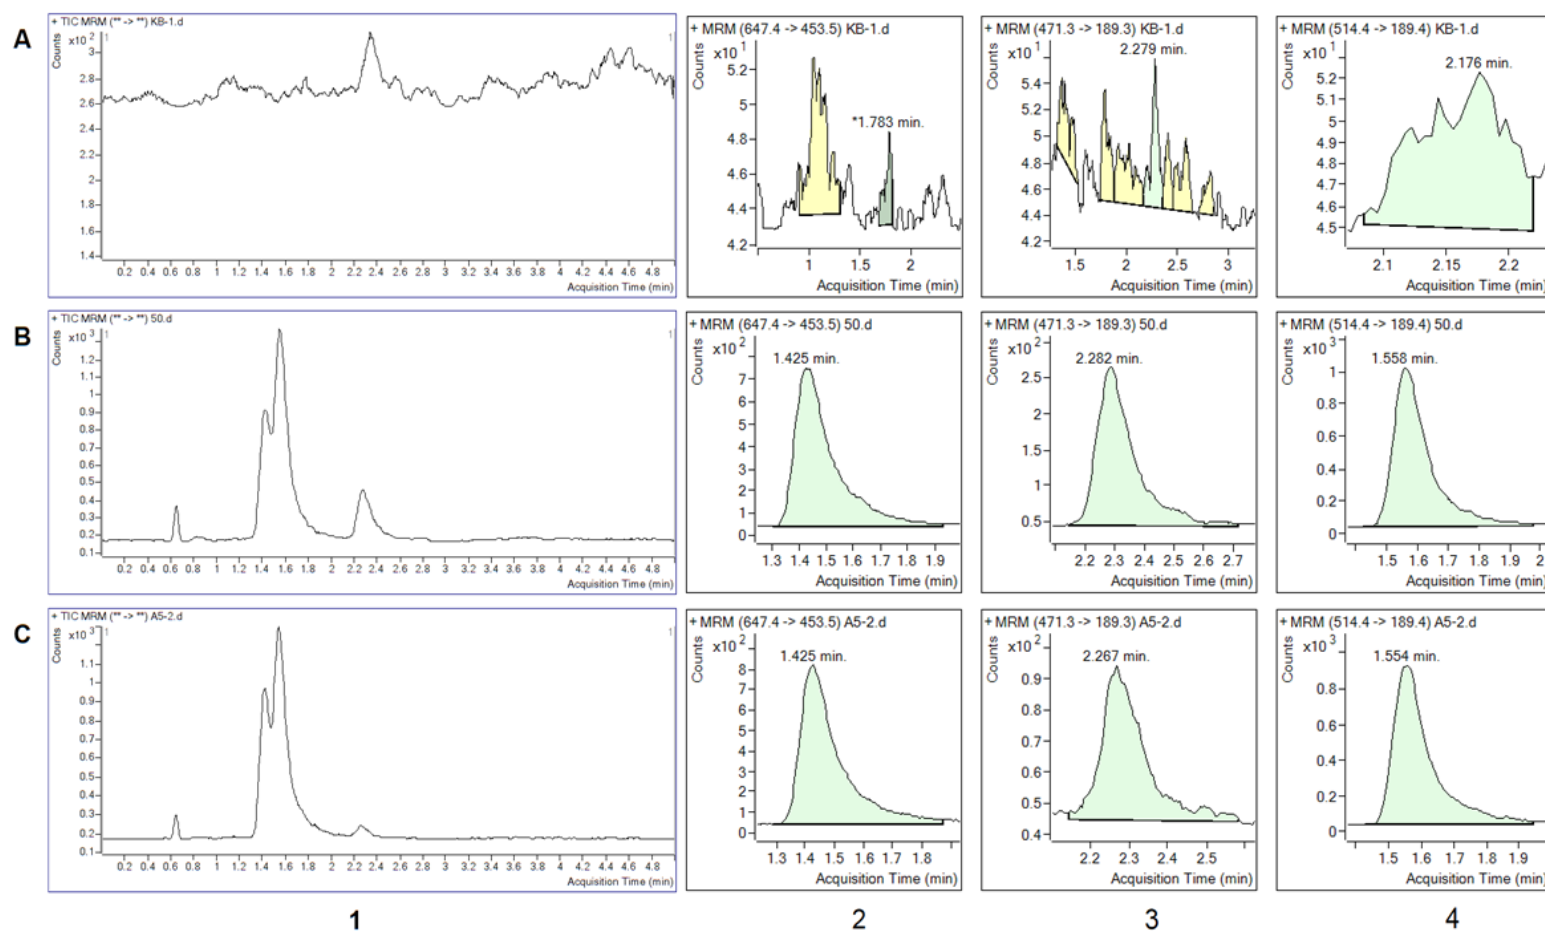 A
+ TIC MRM (** -> **) KB-1.d
x10 2
Counts
1
1
3
2.8
2.6
2.4
2.2
2
1.8
1.6
1.4
0.2 0.4 0.6 0.8 1 1.2 1.4 1.6 1.8 2 2.2 2.4 2.6 2.8 3 3.2 3.4 3.6 3.8 4 4.2 4.4 4.6 4.8
Acquisition Time (min)
+ MRM (647.4 -> 453.5) KB-1.d
x10 1
Counts
*1.783 min.
5.2
5
4.8
4.6
4.4
4.2
1 1.5 2
Acquisition Time (min)
+ MRM (471.3 -> 189.3) KB-1.d
x10 1
Counts
2.279 min.
5.4
5.2
5
4.8
4.6
4.4
4.2
1.5 2 2.5 3
Acquisition Time (min)
+ MRM (514.4 -> 189.4) KB-1.d
x10 1
Counts
2.176 min.
5.2
5.1
5
4.9
4.8
4.7
4.6
4.5
2.1 2.15 2.2
Acquisition Time (min)
B
+ TIC MRM (** -> **) 50.d
x10 3
Counts
1
1
1.2
1.1
1
0.9
0.8
0.7
0.6
0.5
0.4
0.3
0.2
0.1
0.2 0.4 0.6 0.8 1 1.2 1.4 1.6 1.8 2 2.2 2.4 2.6 2.8 3 3.2 3.4 3.6 3.8 4 4.2 4.4 4.6 4.8
Acquisition Time (min)
+ MRM (647.4 -> 453.5) 50.d
x10 2
Counts
1.425 min.
7
6
5
4
3
2
1
0
1.3 1.4 1.5 1.6 1.7 1.8 1.9
Acquisition Time (min)
+ MRM (471.3 -> 189.3) 50.d
x10 2
Counts
2.282 min.
2.5
2
1.5
1
0.5
2.2 2.3 2.4 2.5 2.6 2.7
Acquisition Time (min)
+ MRM (514.4 -> 189.4) 50.d
x10 3
Counts
1.558 min.
1
0.8
0.6
0.4
0.2
0
1.5 1.6 1.7 1.8 1.9
Acquisition Time (min)
C
+ TIC MRM (** -> **) A5-2.d
x10 3
Counts
1
1
1.1
1
0.9
0.8
0.7
0.6
0.5
0.4
0.3
0.2
0.1
0.2 0.4 0.6 0.8 1 1.2 1.4 1.6 1.8 2 2.2 2.4 2.6 2.8 3 3.2 3.4 3.6 3.8 4 4.2 4.4 4.6 4.8
Acquisition Time (min)
+ MRM (647.4 -> 453.5) A5-2.d
x10 2
Counts
1.425 min.
8
7
6
5
4
3
2
1
0
1.3 1.4 1.5 1.6 1.7 1.8
Acquisition Time (min)
+ MRM (471.3 -> 189.3) A5-2.d
x10 2
Counts
2.267 min.
0.9
0.8
0.7
0.6
0.5
0.4
2.2 2.3 2.4 2.5
Acquisition Time (min)
+ MRM (514.4 -> 189.4) A5-2.d
x10 3
Counts
1.554 min.
0.8
0.6
0.4
0.2
0
1.5 1.6 1.7 1.8 1.9
Acquisition Time (min)
1 2 3 4